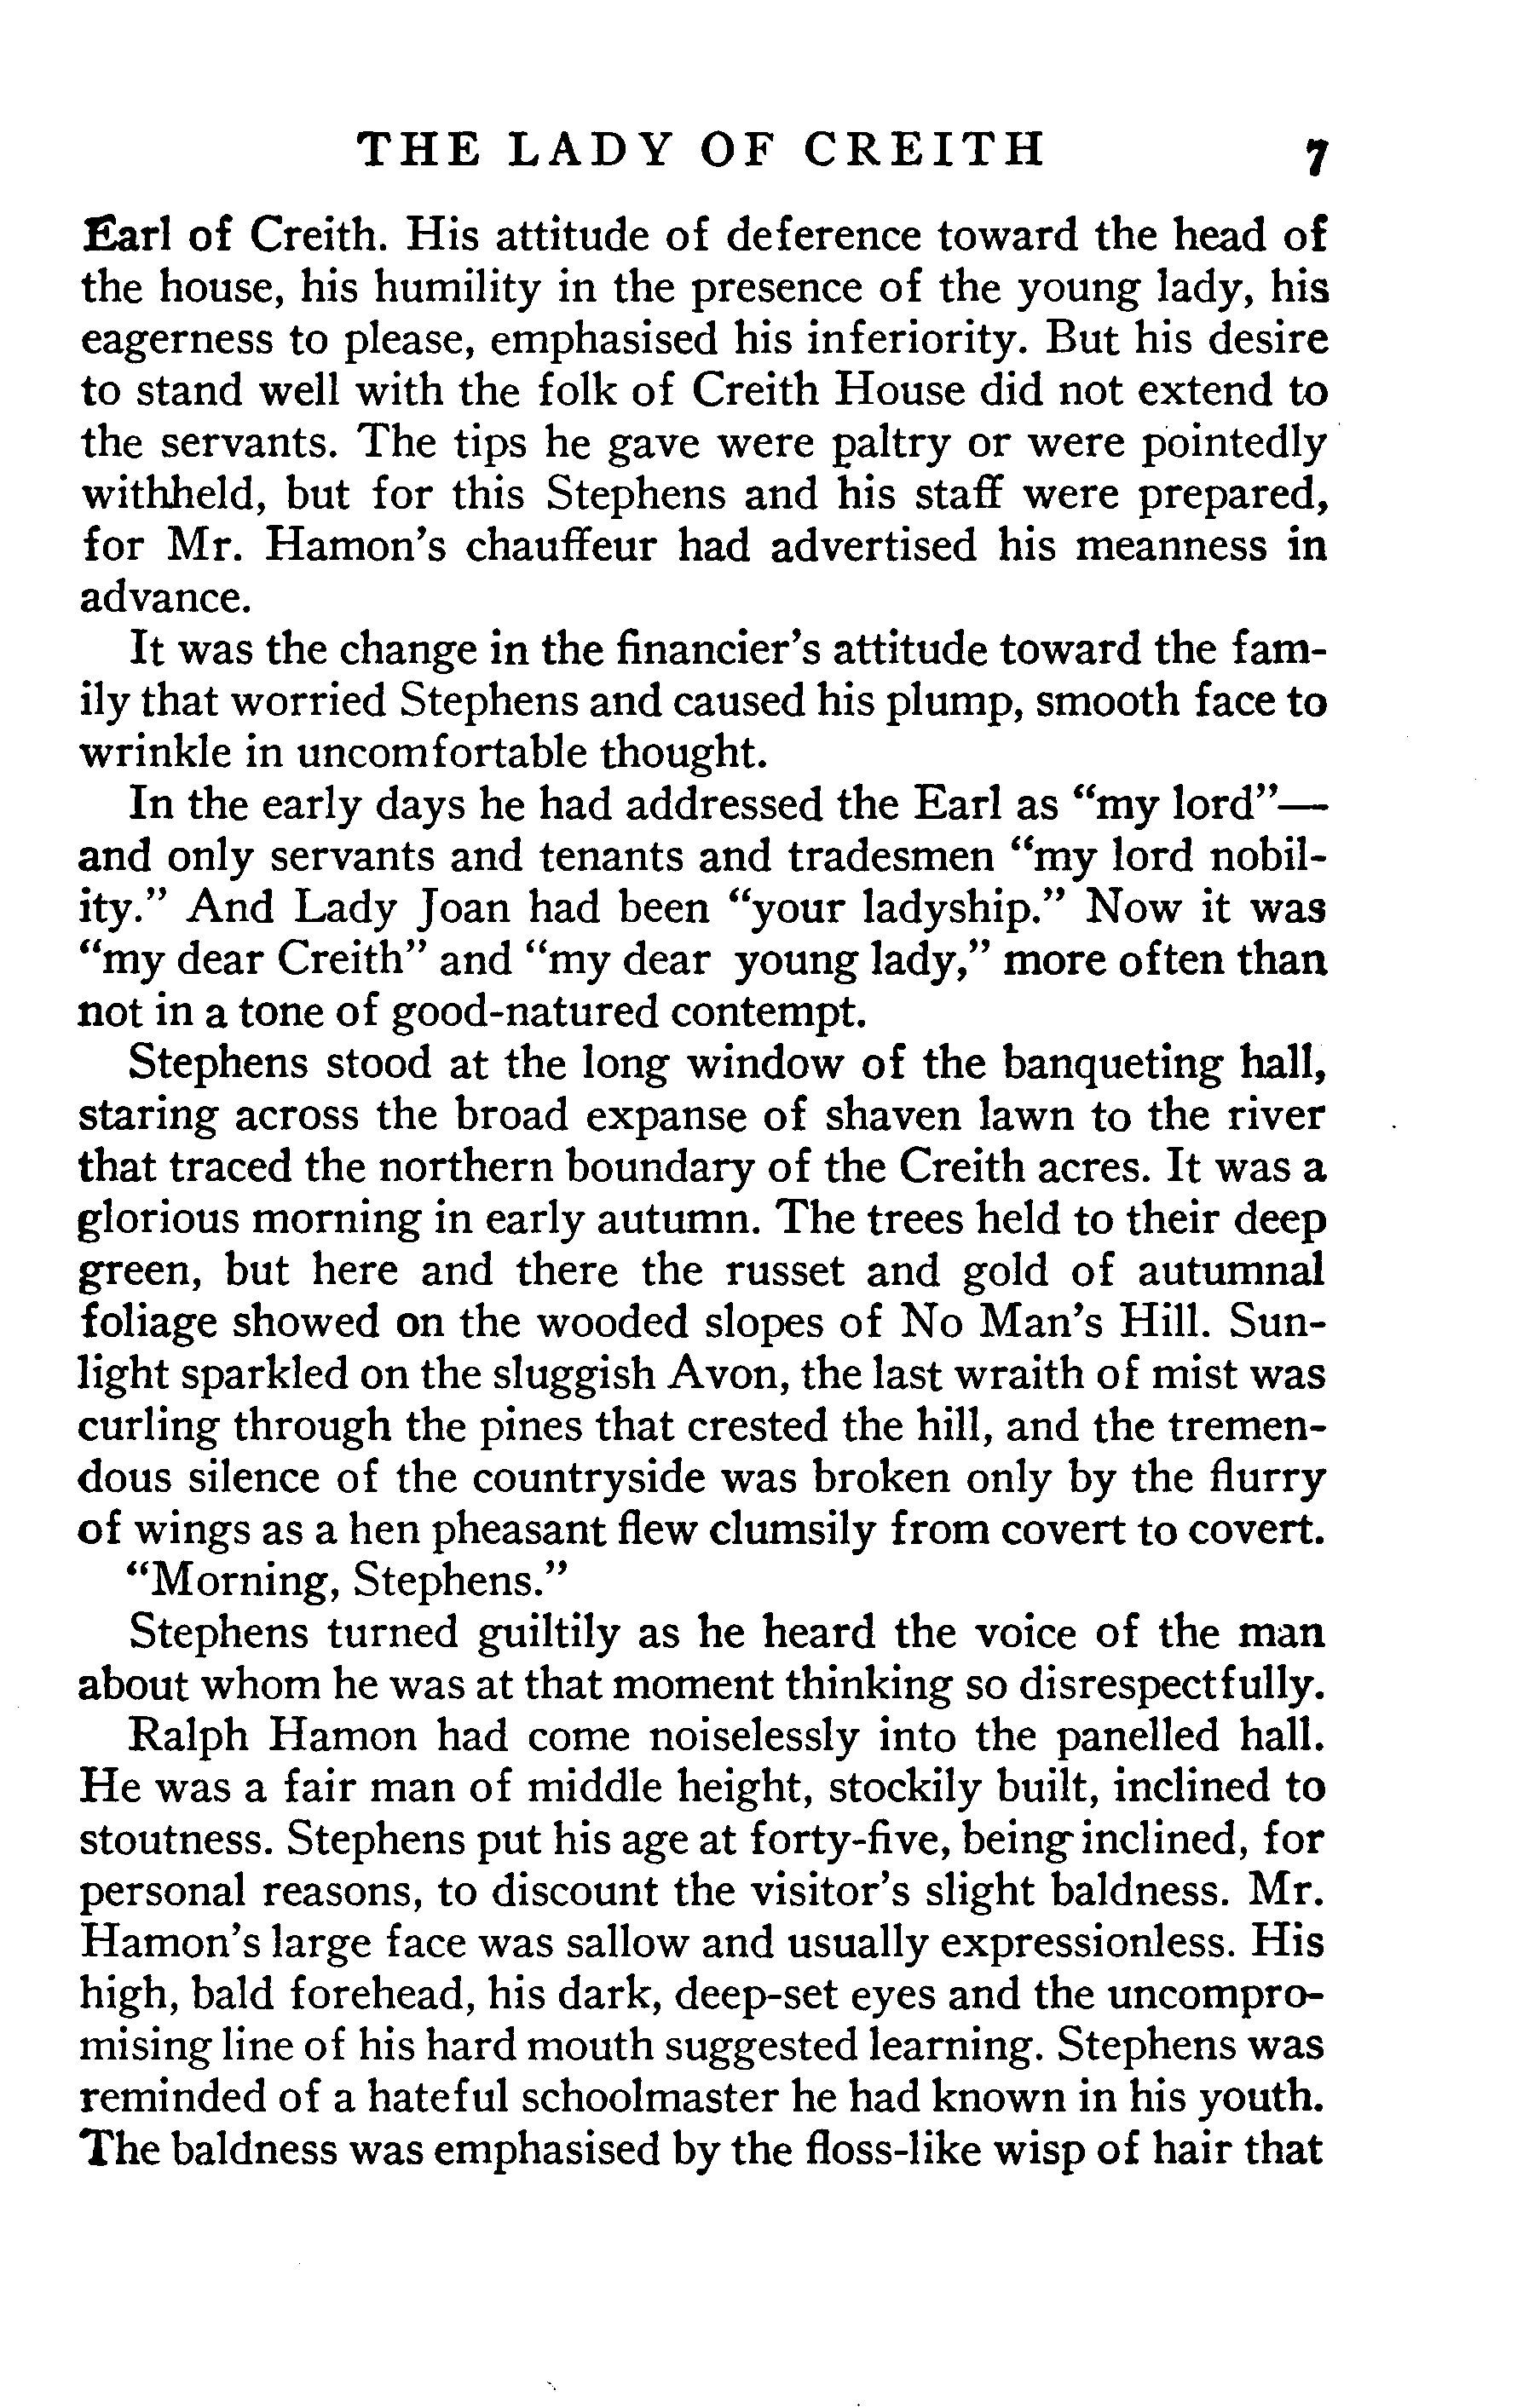 THE LADY OF CREITH 7
Earl of Creith. His attitude of deference toward the head of
the house, his humility in the presence of the young lady, his
eagerness to please, emphasised his inferiority. But his desire
to stand well with the folk of Creith House did not extend to
the servants. The tips he gave were paltry or were pointedly
withheld, but for this Stephens and his staff were prepared,
for Mr. Hamon's chauffeur had advertised his meanness in
advance.
It was the change in the financier's attitude toward the fam-
ily that worried Stephens and caused his plump, smooth face to
wrinkle in uncomfortable thought.
In the early days he had addressed the Earl as "my lord"—
and only servants and tenants and tradesmen "my lord nobil-
ity." And Lady Joan had been "your ladyship." Now it was
"my dear Creith" and "my dear young lady," more often than
not in a tone of good-natured contempt.
Stephens stood at the long window of the banqueting hall,
staring across the broad expanse of shaven lawn to the river
that traced the northern boundary of the Creith acres. It was a
glorious morning in early autumn. The trees held to their deep
green, but here and there the russet and gold of autumnal
foliage showed on the wooded slopes of No Man's Hill. Sun-
light sparkled on the sluggish Avon, the last wraith of mist was
curling through the pines that crested the hill, and the tremen-
dous silence of the countryside was broken only by the flurry
of wings as a hen pheasant flew clumsily from covert to covert.
"Morning, Stephens."
Stephens turned guiltily as he heard the voice of the man
about whom he was at that moment thinking so disrespectfully.
Ralph Hamon had come noiselessly into the panelled hall.
He was a fair man of middle height, stockily built, inclined to
stoutness. Stephens put his age at forty-five, being inclined, for
personal reasons, to discount the visitor's slight baldness. Mr.
Hamon's large face was sallow and usually expressionless. His
high, bald forehead, his dark, deep-set eyes and the uncompro-
mising line of his hard mouth suggested learning. Stephens was
reminded of a hateful schoolmaster he had known in his youth.
The baldness was emphasised by the floss-like wisp of hair that